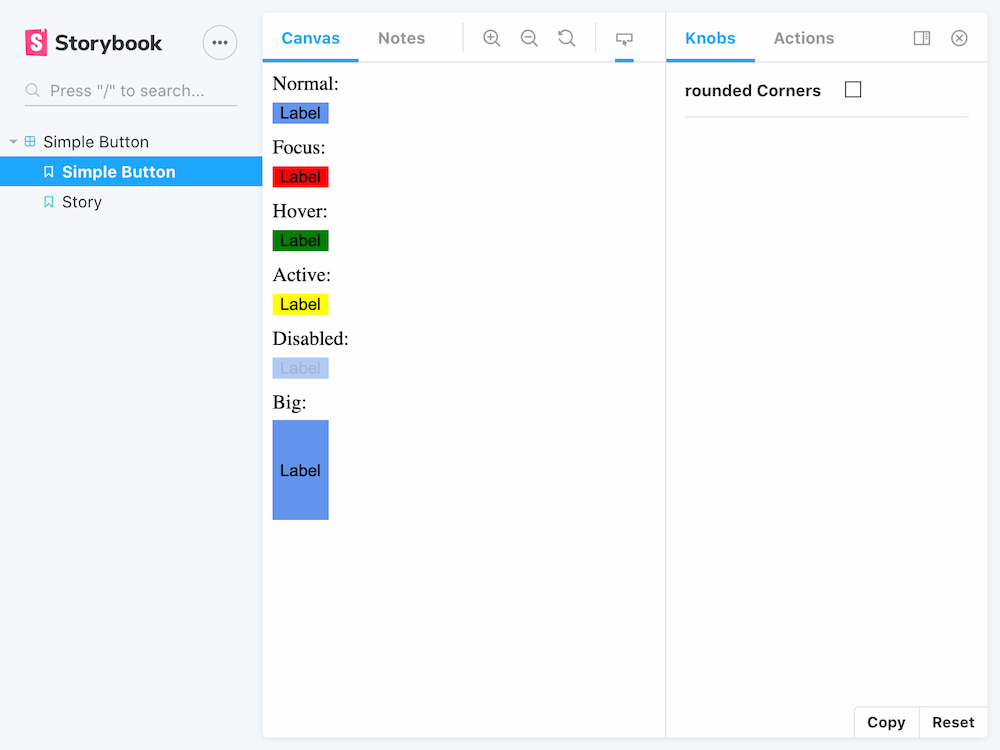 Storybook
Press "/" to search...
Simple Button
Simple Button
Story
Canvas Notes
Normal:
Label
Focus:
Label
Hover:
Label
Active:
Label
Disabled:
Label
Big:
Label
Knobs Actions
rounded Corners
Copy Reset